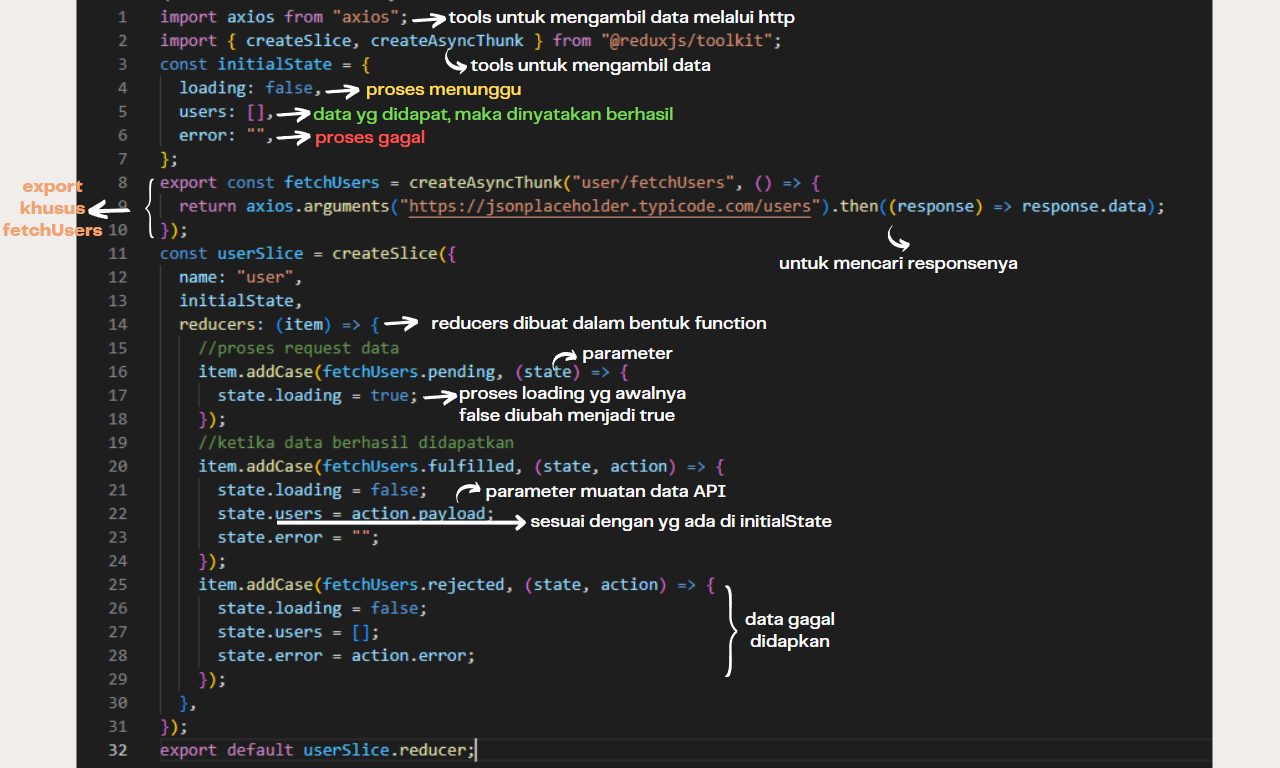 1 import axios from "axios"; tools untuk mengambil data melalui http
2 import { createSlice, createAsyncThunk } from "@reduxjs/toolkit";
3 const initialState = { tools untuk mengambil data
4 loading: false, proses menunggu
5 users: [], data yg didapat, maka dinyatakan berhasil
6 error: "", proses gagal
7 };
8 export const fetchUsers = createAsyncThunk("user/fetchUsers", () => {
export
khusus
fetchUsers
9 return axios.arguments("https://jsonplaceholder.typicode.com/users").then((response) => response.data);
10 });
11 const userSlice = createSlice({
untuk mencari responsenya
12 name: "user",
13 initialState,
14 reducers: (item) => { reducers dibuat dalam bentuk function
15 //proses request data
parameter
16 item.addCase(fetchUsers.pending, (state) => {
17 state.loading = true; proses loading yg awalnya
false diubah menjadi true
18 });
19 //ketika data berhasil didapatkan
20 item.addCase(fetchUsers.fulfilled, (state, action) => {
21 state.loading = false; parameter muatan data API
22 state.users = action.payload; sesuai dengan yg ada di initialState
23 state.error = "";
24 });
25 item.addCase(fetchUsers.rejected, (state, action) => {
26 state.loading = false; data gagal
27 state.users = []; didapkan
28 state.error = action.error;
29 });
30 },
31 });
32 export default userSlice.reducer;